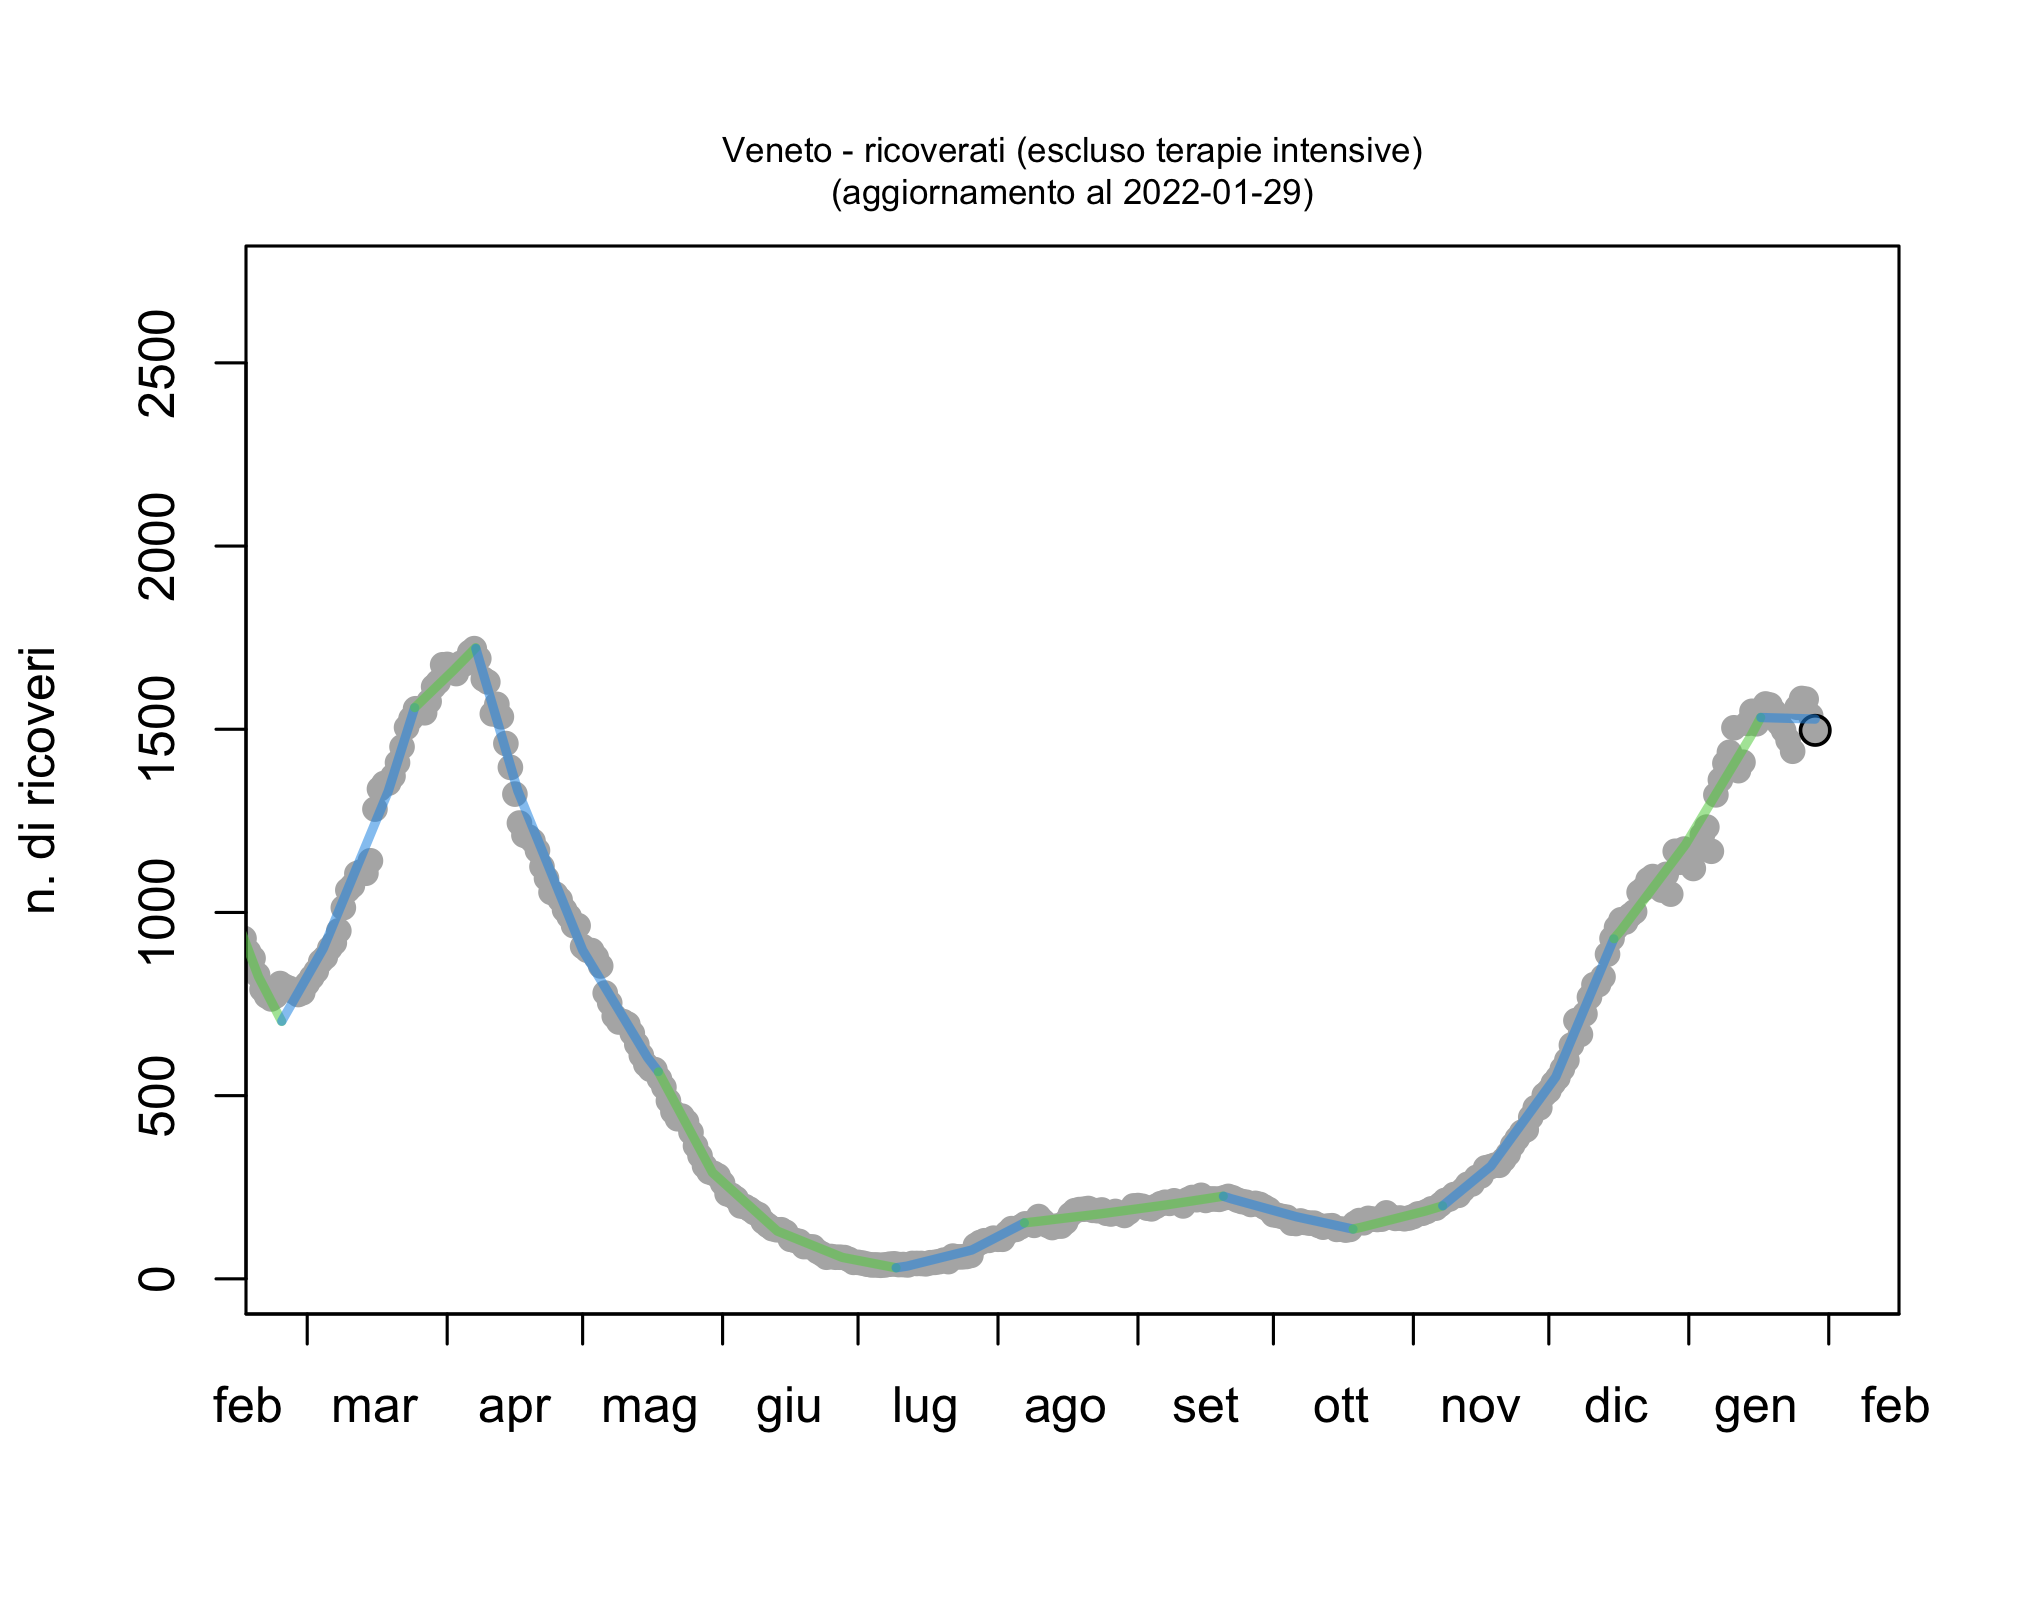 Veneto - ricoverati (escluso terapie intensive)
(aggiornamento al 2022-01-29)
n. di ricoveri
2500
2000
1500
1000
500
0
feb mar apr mag giu lug ago set ott nov dic gen feb